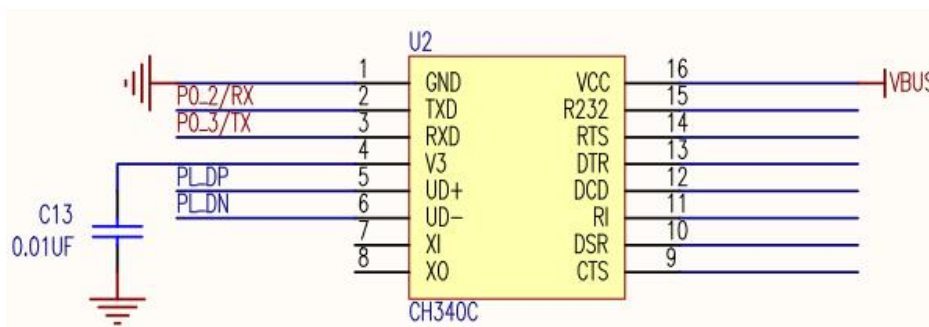 U2
1 GND VCC 16 VBUS
P0_2/RX 2 TXD R232 15
P0_3/TX 3 RXD RTS 14
4 V3 DTR 13
PL_DP 5 UD+ DCD 12
PL_DN 6 UD- RI 11
C13 7 XI DSR 10
0.01UF 8 XO CTS 9
CH340C